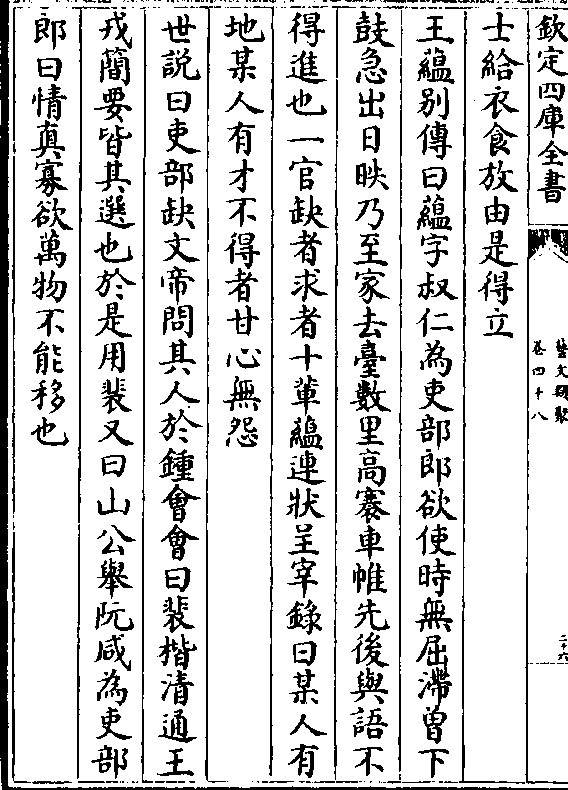 欽定四庫全書
藝文類聚
卷四十八
二十六
士給衣食放由是得立
王蘊别傳曰蘊字叔仁為吏部郎欲使時無屈滯曽下
鼓急出日昳乃至家去臺數里高褰車帷先後與語不
得進也一官缺者求者十輩蘊連狀呈宰錄曰某人有
地某人有才不得者甘心無怨
世説曰吏部缺文帝問其人於鍾會會曰裴楷清通王
戎簡要皆其選也於是用裴又曰山公舉阮咸為吏部
郎曰情真寡欲萬物不能移也